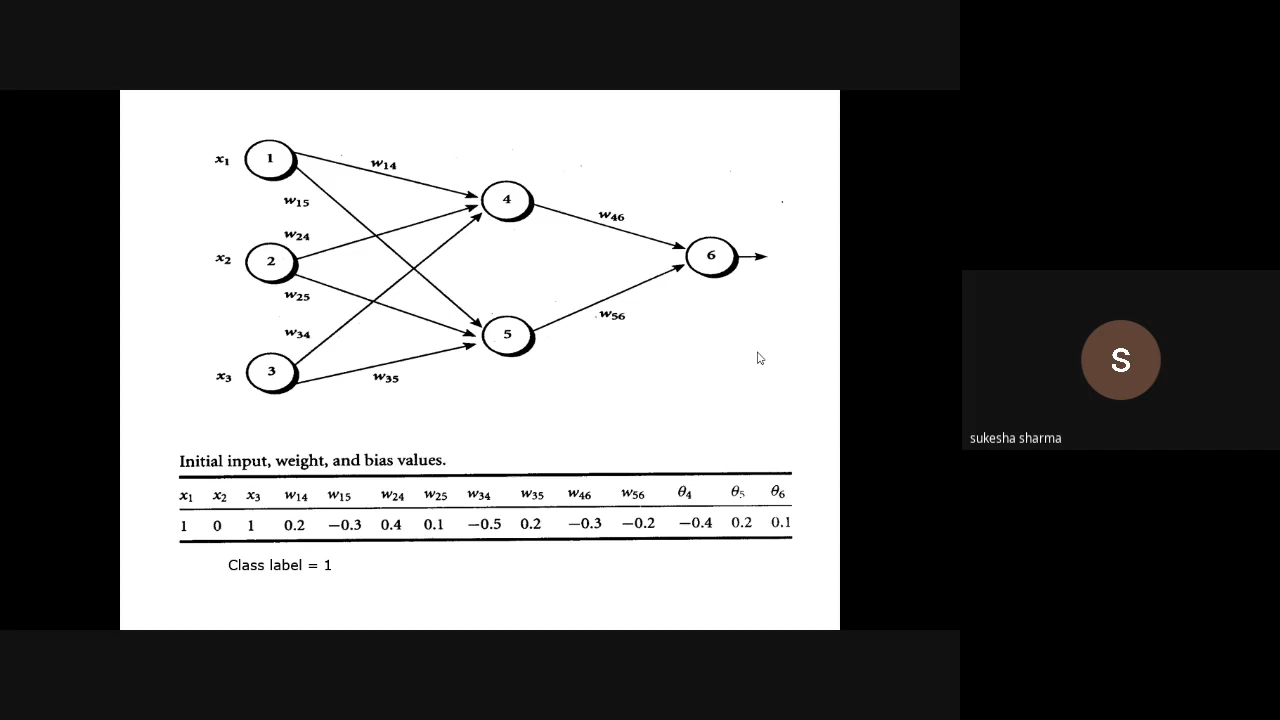 x1 1 w14
w15 4 w46
w24
x2 2 6
w25
w34 5 w56
x3 3 w35
Initial input, weight, and bias values.
x1 x2 x3 w14 w15 w24 w25 w34 w35 w46 w56 θ4 θ5 θ6
1 0 1 0.2 −0.3 0.4 0.1 −0.5 0.2 −0.3 −0.2 −0.4 0.2 0.1
Class label = 1
S
sukesha sharma